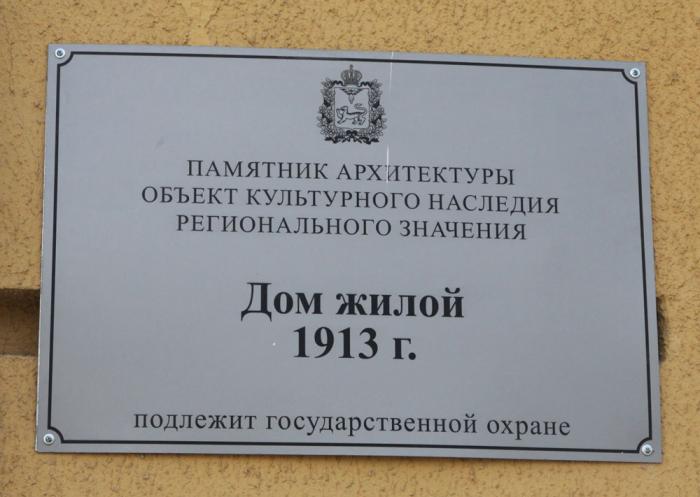 ПАМЯТНИК АРХИТЕКТУРЫ
ОБЪЕКТ КУЛЬТУРНОГО НАСЛЕДИЯ
РЕГИОНАЛЬНОГО ЗНАЧЕНИЯ
Дом жилой
1913 г.
подлежит государственной охране